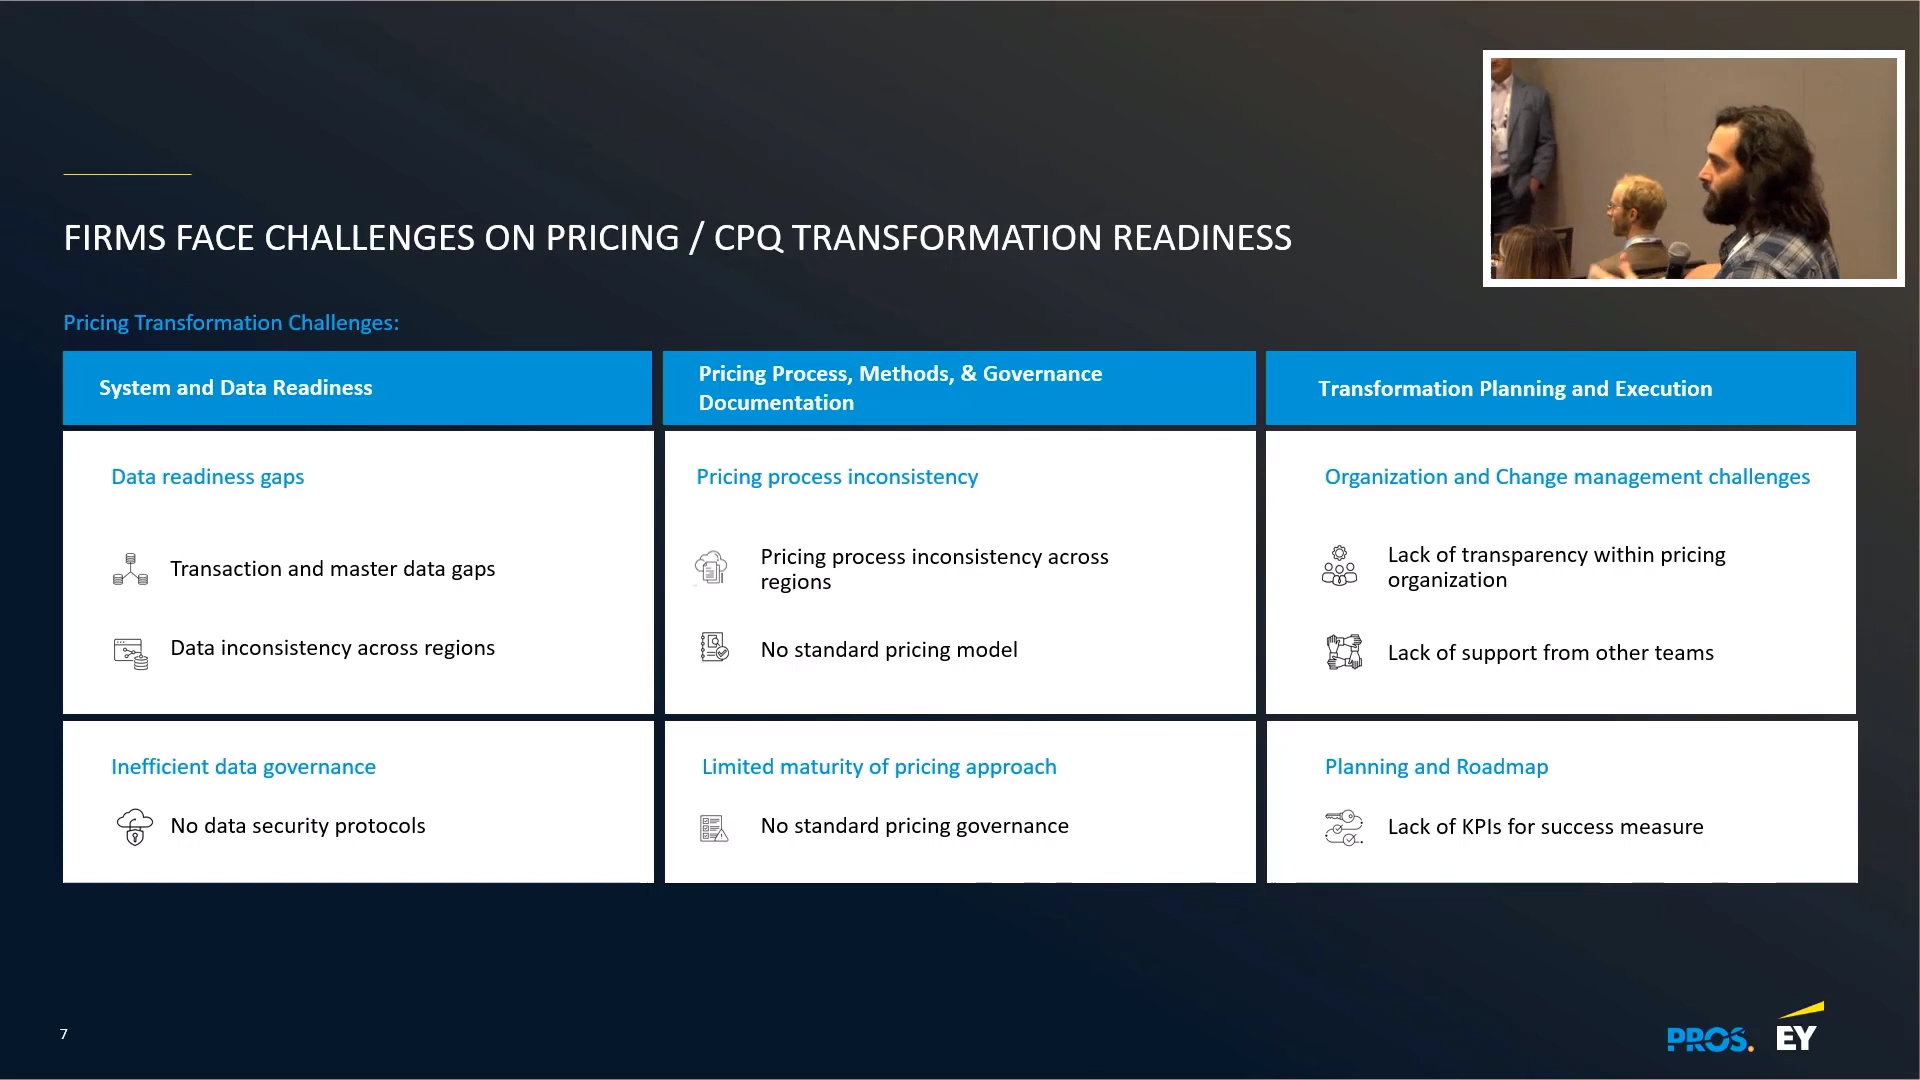 FIRMS FACE CHALLENGES ON PRICING / CPQ TRANSFORMATION READINESS
Pricing Transformation Challenges:
System and Data Readiness
Data readiness gaps
Transaction and master data gaps
Data inconsistency across regions
Inefficient data governance
No data security protocols
Pricing Process, Methods, & Governance
Documentation
Pricing process inconsistency
Pricing process inconsistency across
regions
No standard pricing model
Limited maturity of pricing approach
No standard pricing governance
Transformation Planning and Execution
Organization and Change management challenges
Lack of transparency within pricing
organization
Lack of support from other teams
Planning and Roadmap
Lack of KPIs for success measure
7
PROS.
EY